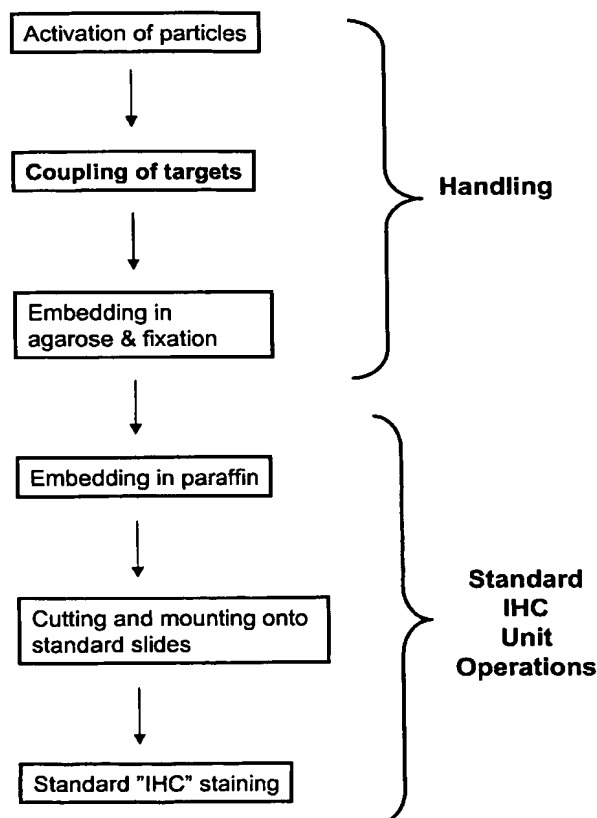 Activation of particles
Coupling of targets
Handling
Embedding in
agarose & fixation
Embedding in paraffin
Cutting and mounting onto
standard slides
Standard
IHC
Unit
Operations
Standard ”IHC” staining